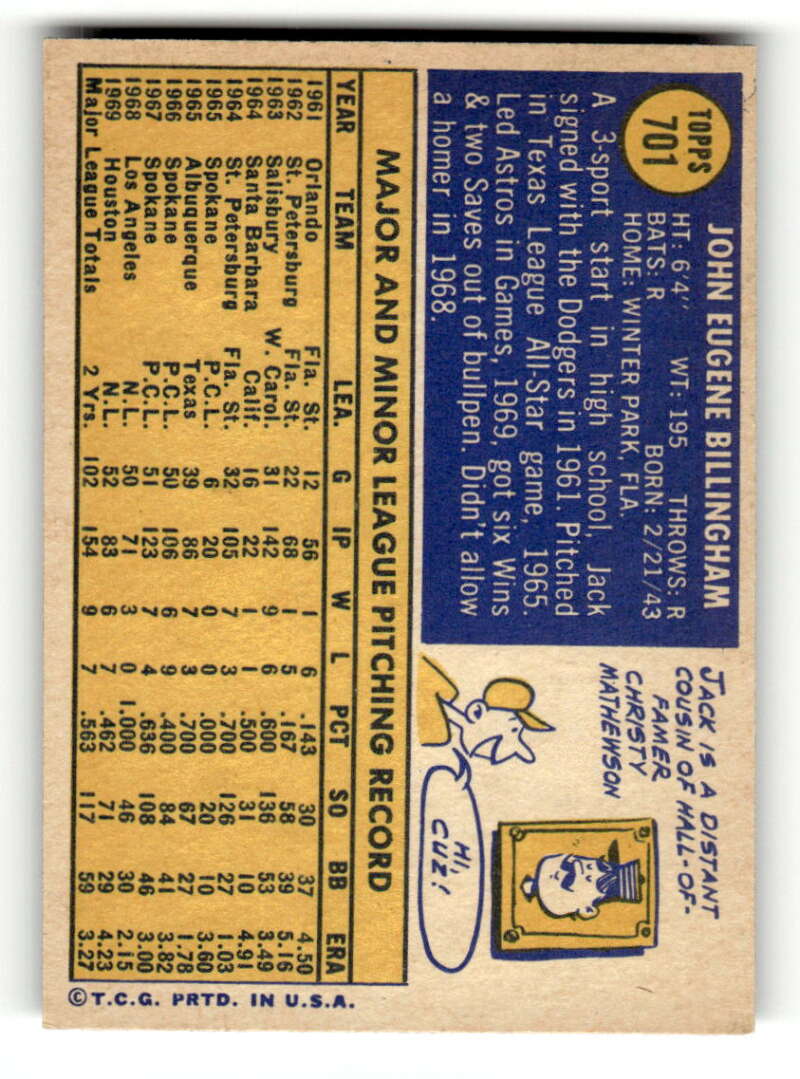 TOPPS
701
JOHN EUGENE BILLINGHAM
HT: 6'4" WT: 195 THROWS: R
BATS: R BORN: 2/21/43
HOME: WINTER PARK, FLA.
A 3-sport start in high school, Jack
signed with the Dodgers in 1961. Pitched
in Texas League All-Star game, 1965.
Led Astros in Games, 1969, got six Wins
& two Saves out of bullpen. Didn't allow
a homer in 1968.
JACK IS A DISTANT
COUSIN OF HALL-OF-
FAMER
CHRISTY
MATHEWSON
HI,
CUZ!
MAJOR AND MINOR LEAGUE PITCHING RECORD
YEAR TEAM LEA. G IP W L PCT SO BB ERA
1961 Orlando Fla. St. 12 56 1 6 .143 30 37 4.50
1962 St. Petersburg Fla. St. 22 68 1 5 .167 58 39 5.16
1963 Salisbury W. Carol. 31 142 9 6 .600 136 53 3.49
1964 Santa Barbara Calif. 16 22 1 1 .500 31 10 4.91
1964 St. Petersburg Fla. St. 32 105 7 3 .700 126 27 1.03
1965 Spokane P.C.L. 6 20 0 0 .000 20 10 3.60
1965 Albuquerque Texas 39 86 7 3 .700 67 27 1.78
1966 Spokane P.C.L. 50 106 6 9 .400 84 41 3.82
1967 Spokane P.C.L. 51 123 7 4 .636 108 46 3.00
1968 Los Angeles N.L. 50 71 3 0 1.000 46 30 2.15
1969 Houston N.L. 52 83 6 7 .462 71 29 4.23
Major League Totals 2 Yrs. 102 154 9 7 .563 117 59 3.27
©T.C.G. PRTD. IN U.S.A.